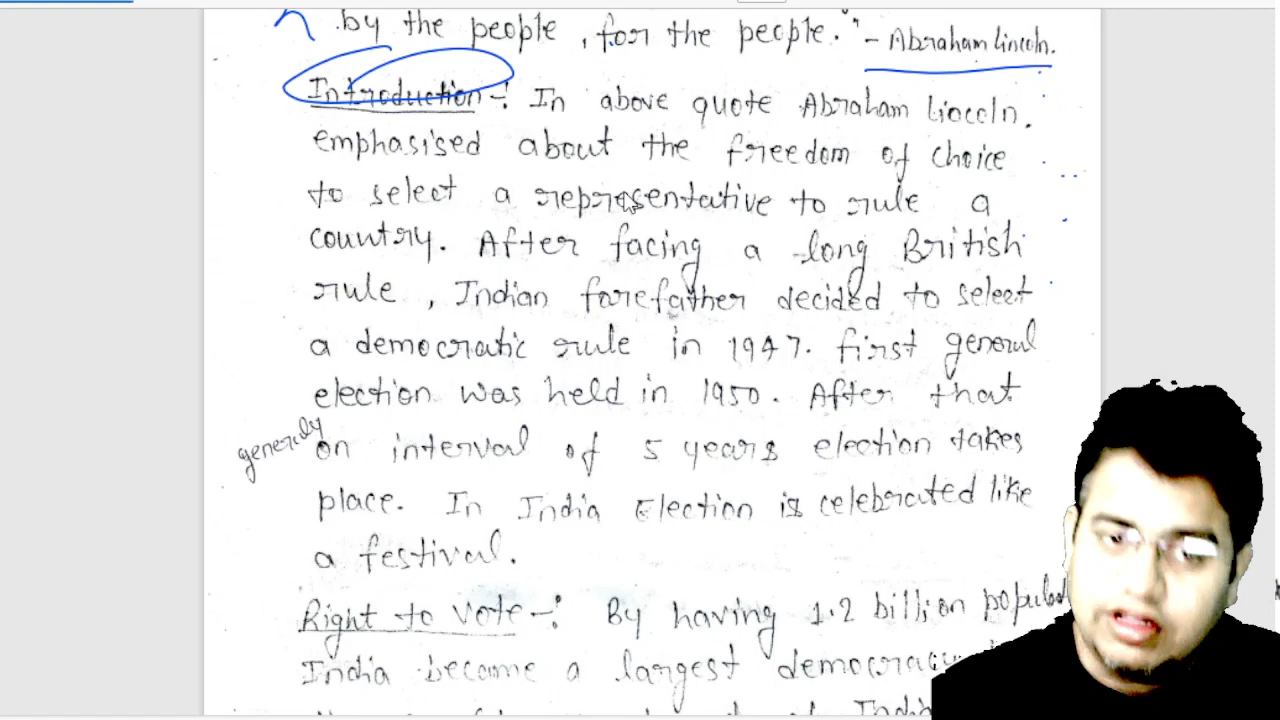 by the people, for the people." - Abraham Lincoln.
Introduction -: In above quote Abraham Lincoln.
emphasised about the freedom of choice
to select a representative to rule a
country. After facing a long British
rule, Indian forefather decided to select
a democratic rule in 1947. first general
election was held in 1950. After that
generaly on interval of 5 years election takes
place. In India Election is celebrated like
a festival.
Right to Vote -: By having 1.2 billion
India become a largest